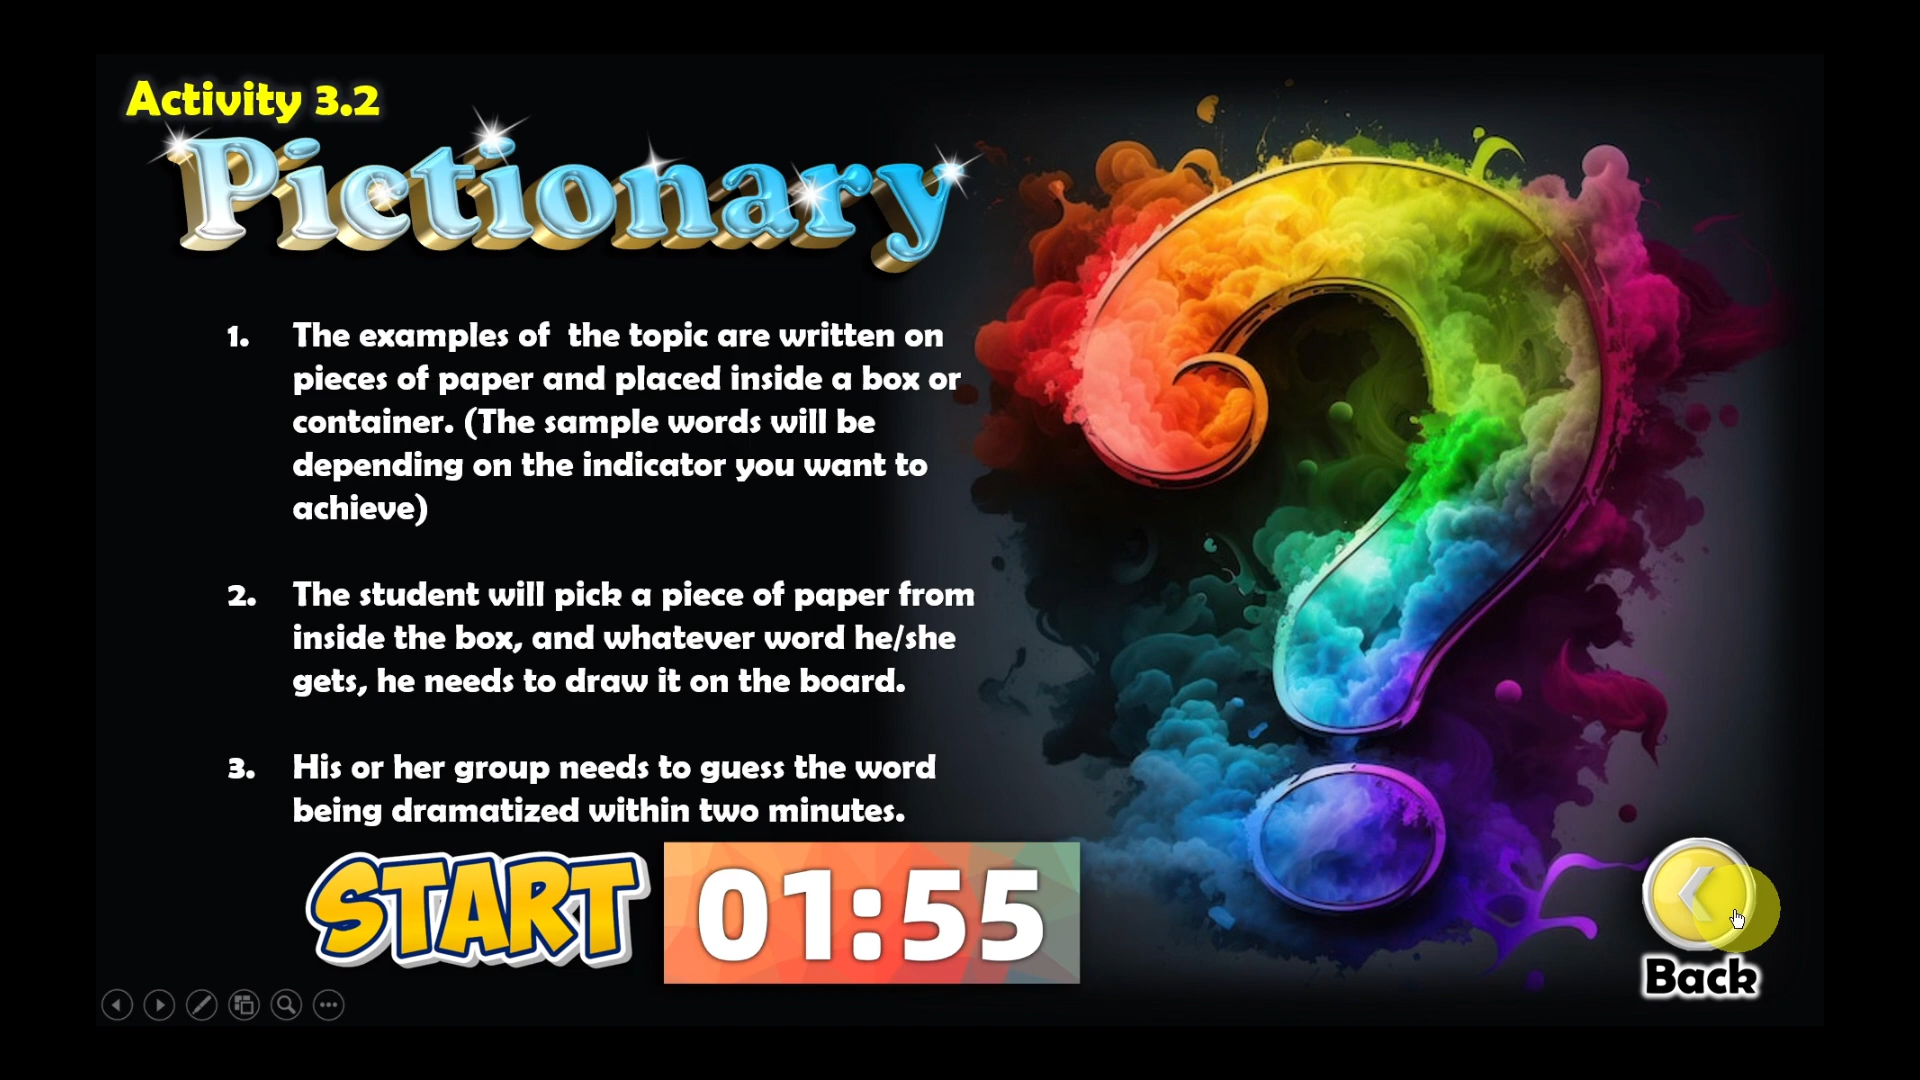 Activity 3.2
Pictionary
1. The examples of the topic are written on
pieces of paper and placed inside a box or
container. (The sample words will be
depending on the indicator you want to
achieve)
2. The student will pick a piece of paper from
inside the box, and whatever word he/she
gets, he needs to draw it on the board.
3. His or her group needs to guess the word
being dramatized within two minutes.
START
01:55
Back